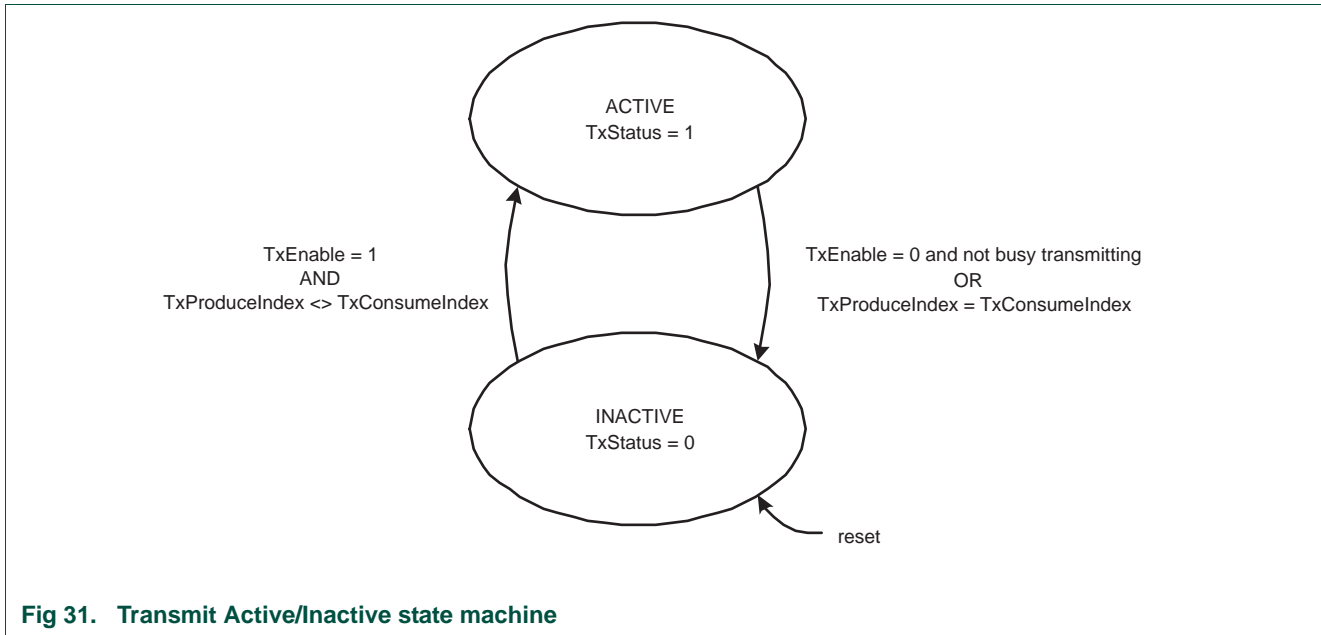 ACTIVE
TxStatus = 1
TxEnable = 1
AND
TxProduceIndex <> TxConsumeIndex
TxEnable = 0 and not busy transmitting
OR
TxProduceIndex = TxConsumeIndex
INACTIVE
TxStatus = 0
reset
Fig 31. Transmit Active/Inactive state machine